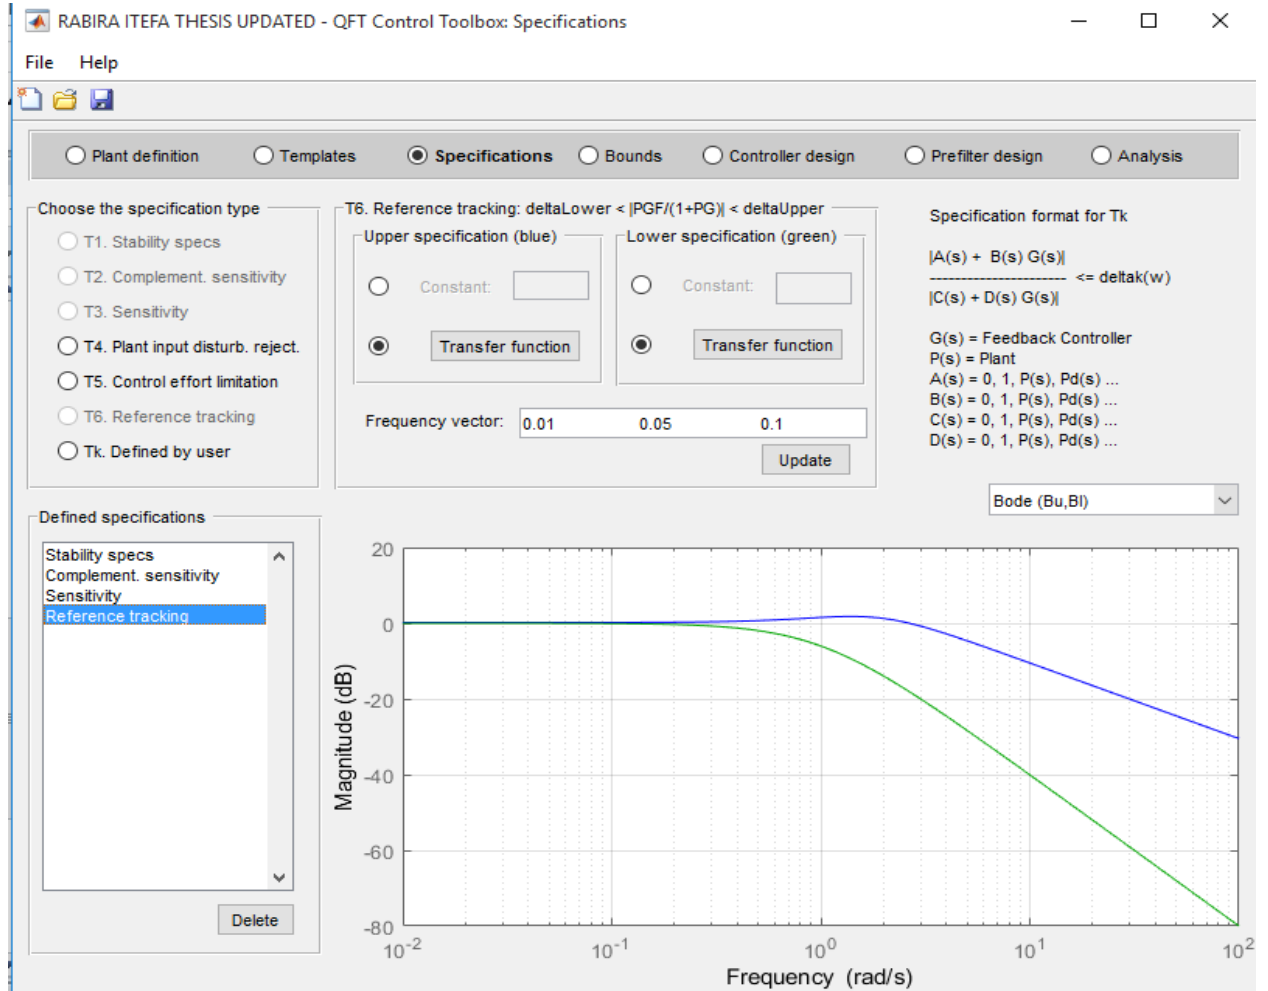 RABIRA ITEFA THESIS UPDATED - QFT Control Toolbox: Specifications
File Help
Plant definition Templates Specifications Bounds Controller design Prefilter design Analysis
Choose the specification type
T1. Stability specs
T2. Complement. sensitivity
T3. Sensitivity
T4. Plant input disturb. reject.
T5. Control effort limitation
T6. Reference tracking
Tk. Defined by user
T6. Reference tracking: deltaLower < |PGF/(1+PG)| < deltaUpper
Upper specification (blue)
Constant:
Transfer function
Lower specification (green)
Constant:
Transfer function
Frequency vector: 0.01 0.05 0.1
Update
Specification format for Tk
|A(s) + B(s) G(s)|
----------------------- <= deltak(w)
|C(s) + D(s) G(s)|
G(s) = Feedback Controller
P(s) = Plant
A(s) = 0, 1, P(s), Pd(s) ...
B(s) = 0, 1, P(s), Pd(s) ...
C(s) = 0, 1, P(s), Pd(s) ...
D(s) = 0, 1, P(s), Pd(s) ...
Bode (Bu,Bl)
Defined specifications
Stability specs
Complement. sensitivity
Sensitivity
Reference tracking
Delete
20
0
-20
-40
-60
-80
Magnitude (dB)
10^-2 10^-1 10^0 10^1 10^2
Frequency (rad/s)